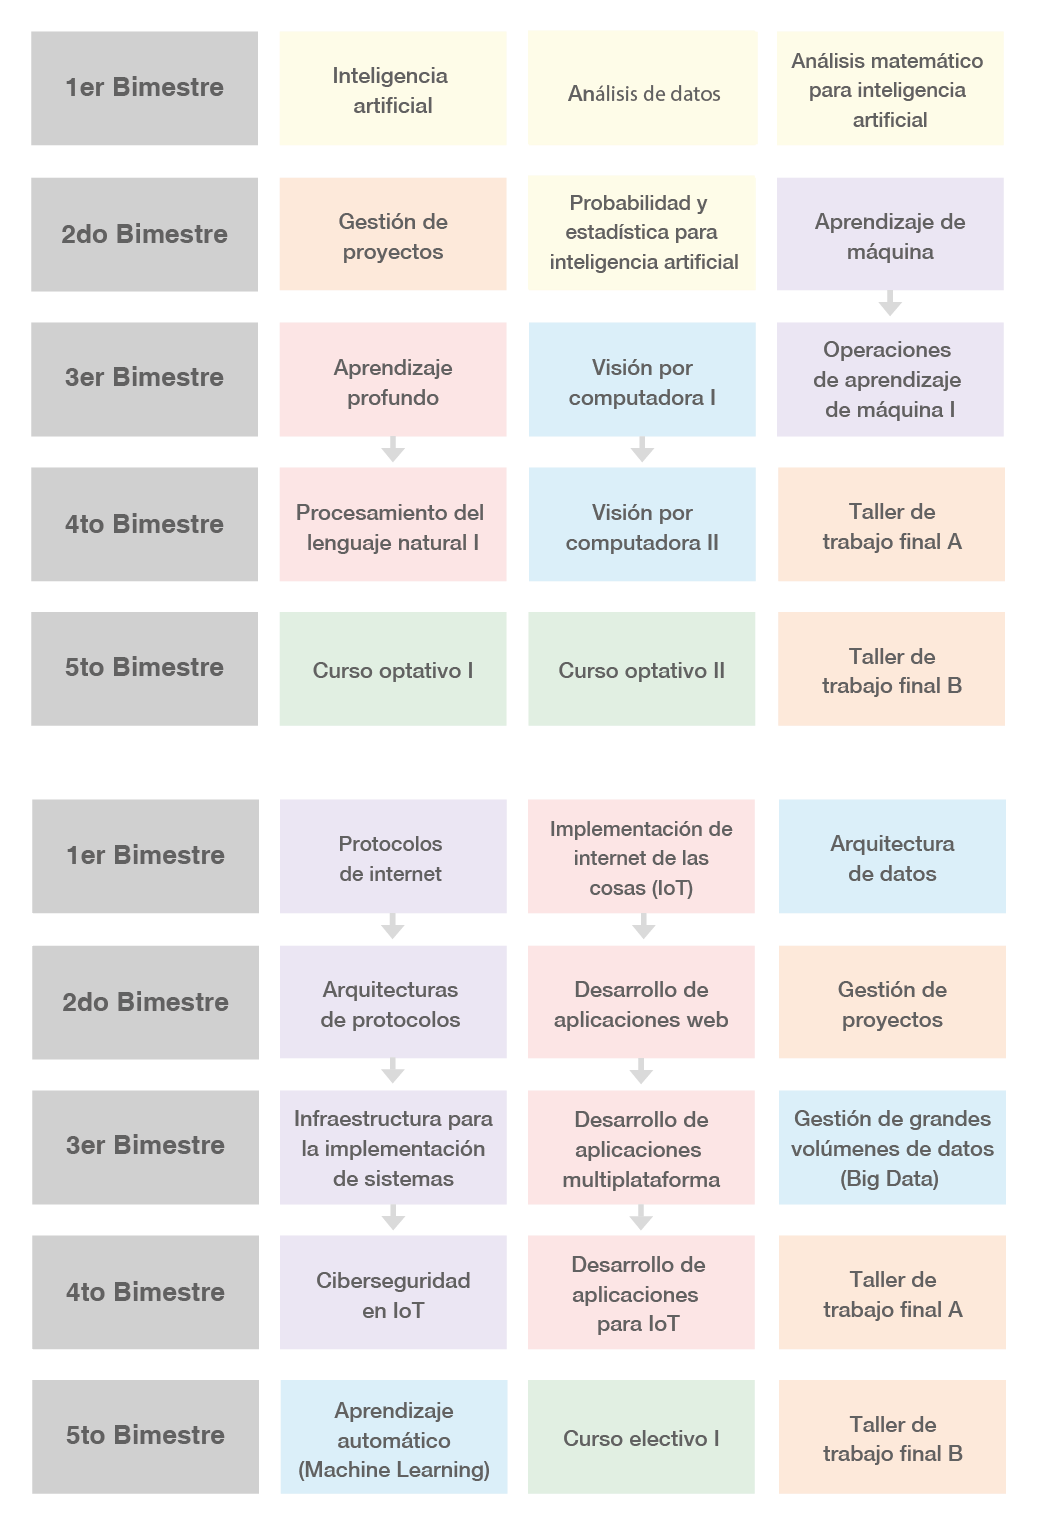 1er Bimestre
Inteligencia
artificial
Análisis de datos
Análisis matemático
para inteligencia
artificial
2do Bimestre
Gestión de
proyectos
Probabilidad y
estadística para
inteligencia artificial
Aprendizaje de
máquina
3er Bimestre
Aprendizaje
profundo
Visión por
computadora I
Operaciones
de aprendizaje
de máquina I
4to Bimestre
Procesamiento del
lenguaje natural I
Visión por
computadora II
Taller de
trabajo final A
5to Bimestre
Curso optativo I
Curso optativo II
Taller de
trabajo final B
1er Bimestre
Protocolos
de internet
Implementación de
internet de las
cosas (IoT)
Arquitectura
de datos
2do Bimestre
Arquitecturas
de protocolos
Desarrollo de
aplicaciones web
Gestión de
proyectos
3er Bimestre
Infraestructura para
la implementación
de sistemas
Desarrollo de
aplicaciones
multiplataforma
Gestión de grandes
volúmenes de datos
(Big Data)
4to Bimestre
Ciberseguridad
en IoT
Desarrollo de
aplicaciones
para IoT
Taller de
trabajo final A
5to Bimestre
Aprendizaje
automático
(Machine Learning)
Curso electivo I
Taller de
trabajo final B